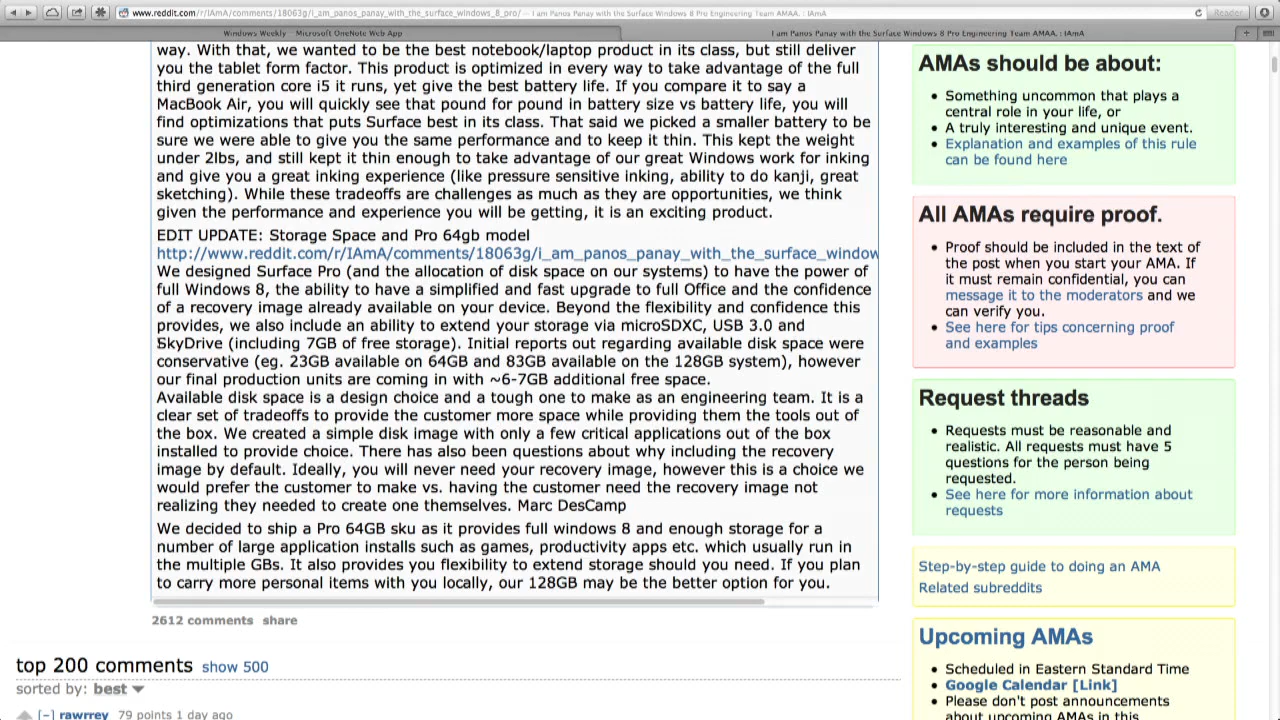 www.reddit.com/r/IAmA/comments/18063g/i_am_panos_panay_with_the_surface_windows_8_pro/ — I am Panos Panay with the Surface Windows 8 Pro Engineering Team AMAA. : IAmA
Reader
Windows Weekly — Microsoft OneNote Web App
I am Panos Panay with the Surface Windows 8 Pro Engineering Team AMAA. : IAmA
way. With that, we wanted to be the best notebook/laptop product in its class, but still deliver
you the tablet form factor. This product is optimized in every way to take advantage of the full
third generation core i5 it runs, yet give the best battery life. If you compare it to say a
MacBook Air, you will quickly see that pound for pound in battery size vs battery life, you will
find optimizations that puts Surface best in its class. That said we picked a smaller battery to be
sure we were able to give you the same performance and to keep it thin. This kept the weight
under 2lbs, and still kept it thin enough to take advantage of our great Windows work for inking
and give you a great inking experience (like pressure sensitive inking, ability to do kanji, great
sketching). While these tradeoffs are challenges as much as they are opportunities, we think
given the performance and experience you will be getting, it is an exciting product.
EDIT UPDATE: Storage Space and Pro 64gb model
http://www.reddit.com/r/IAmA/comments/18063g/i_am_panos_panay_with_the_surface_window
We designed Surface Pro (and the allocation of disk space on our systems) to have the power of
full Windows 8, the ability to have a simplified and fast upgrade to full Office and the confidence
of a recovery image already available on your device. Beyond the flexibility and confidence this
provides, we also include an ability to extend your storage via microSDXC, USB 3.0 and
SkyDrive (including 7GB of free storage). Initial reports out regarding available disk space were
conservative (eg. 23GB available on 64GB and 83GB available on the 128GB system), however
our final production units are coming in with ~6-7GB additional free space.
Available disk space is a design choice and a tough one to make as an engineering team. It is a
clear set of tradeoffs to provide the customer more space while providing them the tools out of
the box. We created a simple disk image with only a few critical applications out of the box
installed to provide choice. There has also been questions about why including the recovery
image by default. Ideally, you will never need your recovery image, however this is a choice we
would prefer the customer to make vs. having the customer need the recovery image not
realizing they needed to create one themselves. Marc DesCamp
We decided to ship a Pro 64GB sku as it provides full windows 8 and enough storage for a
number of large application installs such as games, productivity apps etc. which usually run in
the multiple GBs. It also provides you flexibility to extend storage should you need. If you plan
to carry more personal items with you locally, our 128GB may be the better option for you.
2612 comments share
top 200 comments show 500
sorted by: best
[–] rawrrey 79 points 1 day ago
AMAs should be about:
Something uncommon that plays a
central role in your life, or
A truly interesting and unique event.
Explanation and examples of this rule
can be found here
All AMAs require proof.
Proof should be included in the text of
the post when you start your AMA. If
it must remain confidential, you can
message it to the moderators and we
can verify you.
See here for tips concerning proof
and examples
Request threads
Requests must be reasonable and
realistic. All requests must have 5
questions for the person being
requested.
See here for more information about
requests
Step-by-step guide to doing an AMA
Related subreddits
Upcoming AMAs
Scheduled in Eastern Standard Time
Google Calendar [Link]
Please don't post announcements
about upcoming AMAs in this